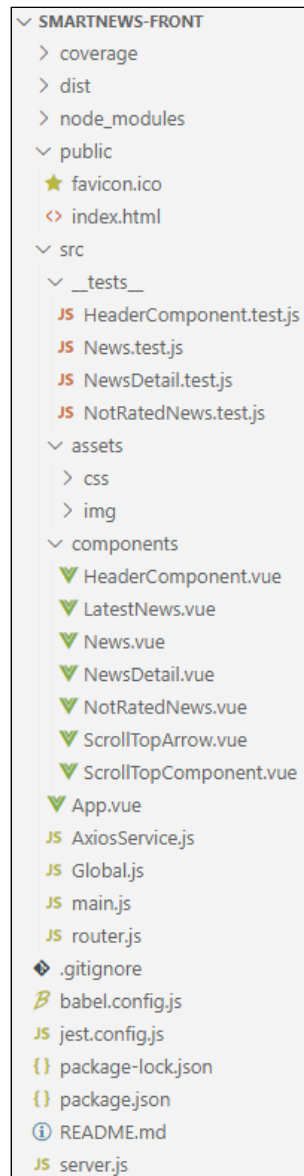 SMARTNEWS-FRONT
coverage
dist
node_modules
public
favicon.ico
index.html
src
__tests__
JS HeaderComponent.test.js
JS News.test.js
JS NewsDetail.test.js
JS NotRatedNews.test.js
assets
css
img
components
HeaderComponent.vue
LatestNews.vue
News.vue
NewsDetail.vue
NotRatedNews.vue
ScrollTopArrow.vue
ScrollTopComponent.vue
App.vue
JS AxiosService.js
JS Global.js
JS main.js
JS router.js
.gitignore
babel.config.js
JS jest.config.js
{} package-lock.json
{} package.json
README.md
JS server.js